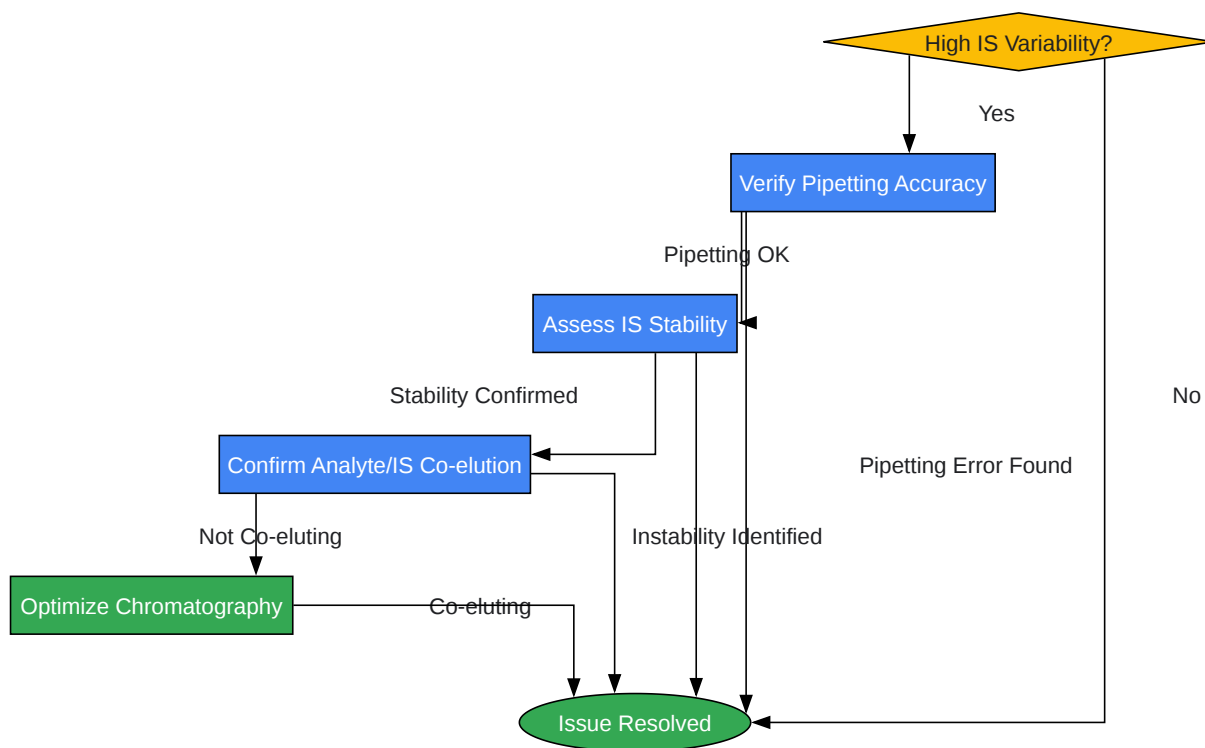 High IS Variability?
Yes
Verify Pipetting Accuracy
Pipetting OK
Assess IS Stability
Stability Confirmed
No
Confirm Analyte/IS Co-elution
Pipetting Error Found
Not Co-eluting
Instability Identified
Optimize Chromatography
Co-eluting
Issue Resolved